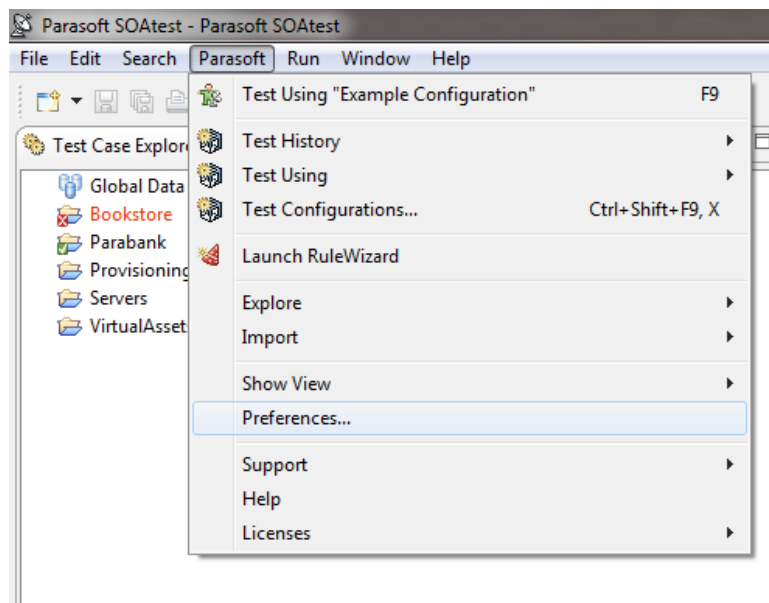 Parasoft SOAtest - Parasoft SOAtest
File Edit Search Parasoft Run Window Help
Test Using "Example Configuration" F9
Test Case Explor
Test History
Global Data
Test Using
Bookstore
Test Configurations... Ctrl+Shift+F9, X
Parabank
Launch RuleWizard
Provisioning
Servers
Explore
VirtualAsset
Import
Show View
Preferences...
Support
Help
Licenses